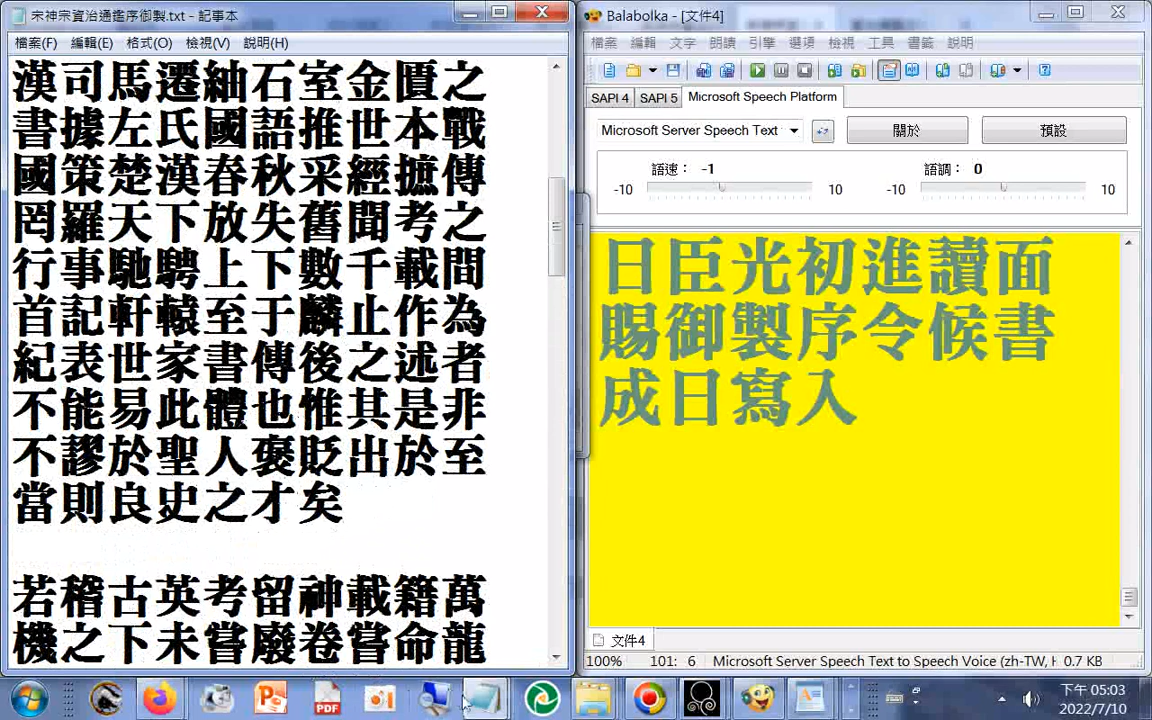 宋神宗資治通鑑序御製.txt - 記事本
檔案(F) 編輯(E) 格式(O) 檢視(V) 說明(H)
漢司馬遷紬石室金匱之
書據左氏國語推世本戰
國策楚漢春秋采經摭傳
罔羅天下放失舊聞考之
行事馳騁上下數千載間
首記軒轅至于麟止作為
紀表世家書傳後之述者
不能易此體也惟其是非
不謬於聖人褒貶出於至
當則良史之才矣
若稽古英考留神載籍萬
機之下未嘗廢卷嘗命龍
Balabolka - [文件4]
檔案 編輯 文字 朗讀 引擎 選項 檢視 工具 書籤 說明
SAPI 4 SAPI 5 Microsoft Speech Platform
Microsoft Server Speech Text 關於 預設
語速： -1 語調： 0
-10 10 -10 10
日臣光初進讀面
賜御製序令候書
成日寫入
文件4
100% 101: 6 Microsoft Server Speech Text to Speech Voice (zh-TW, H 0.7 KB
PDF
下午 05:03
2022/7/10